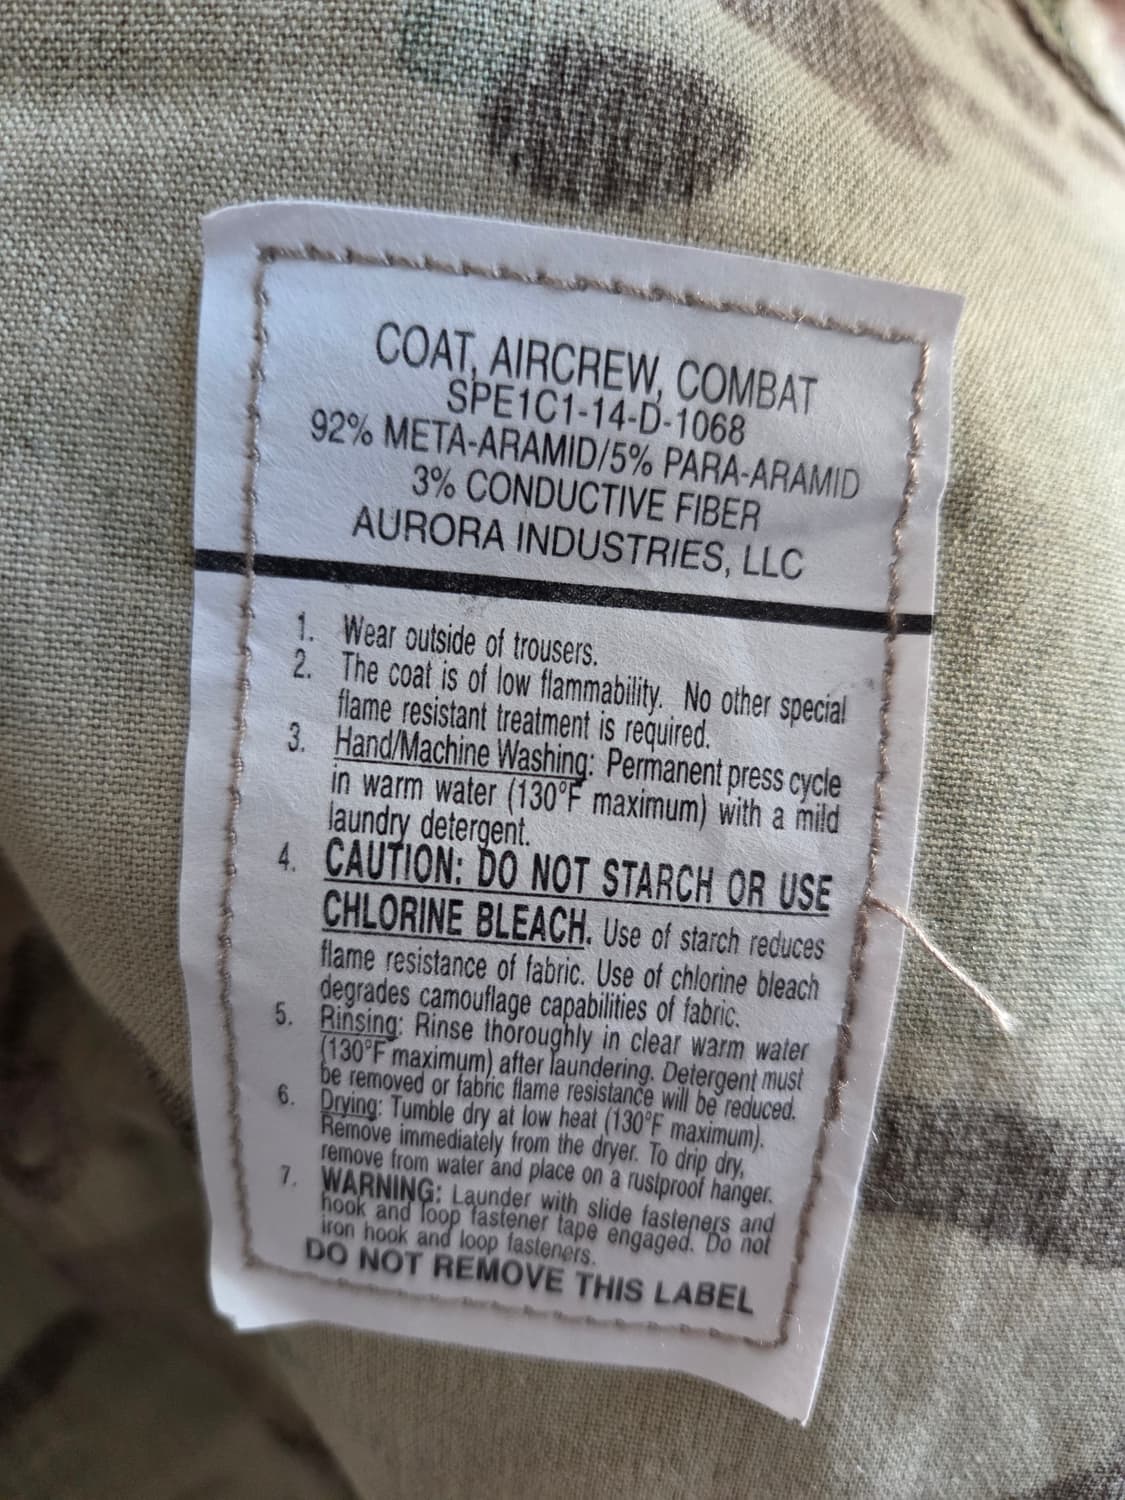 COAT, AIRCREW, COMBAT
SPE1C1-14-D-1068
92% META-ARAMID/5% PARA-ARAMID
3% CONDUCTIVE FIBER
AURORA INDUSTRIES, LLC
1. Wear outside of trousers.
2. The coat is of low flammability. No other special
flame resistant treatment is required.
3. Hand/Machine Washing: Permanent press cycle
in warm water (130°F maximum) with a mild
laundry detergent.
4. CAUTION: DO NOT STARCH OR USE
CHLORINE BLEACH. Use of starch reduces
flame resistance of fabric. Use of chlorine bleach
degrades camouflage capabilities of fabric.
5. Rinsing: Rinse thoroughly in clear warm water
(130°F maximum) after laundering. Detergent must
be removed or fabric flame resistance will be reduced.
6. Drying: Tumble dry at low heat (130°F maximum).
Remove immediately from the dryer. To drip dry,
remove from water and place on a rustproof hanger.
7. WARNING: Launder with slide fasteners and
hook and loop fastener tape engaged. Do not
iron hook and loop fasteners.
DO NOT REMOVE THIS LABEL